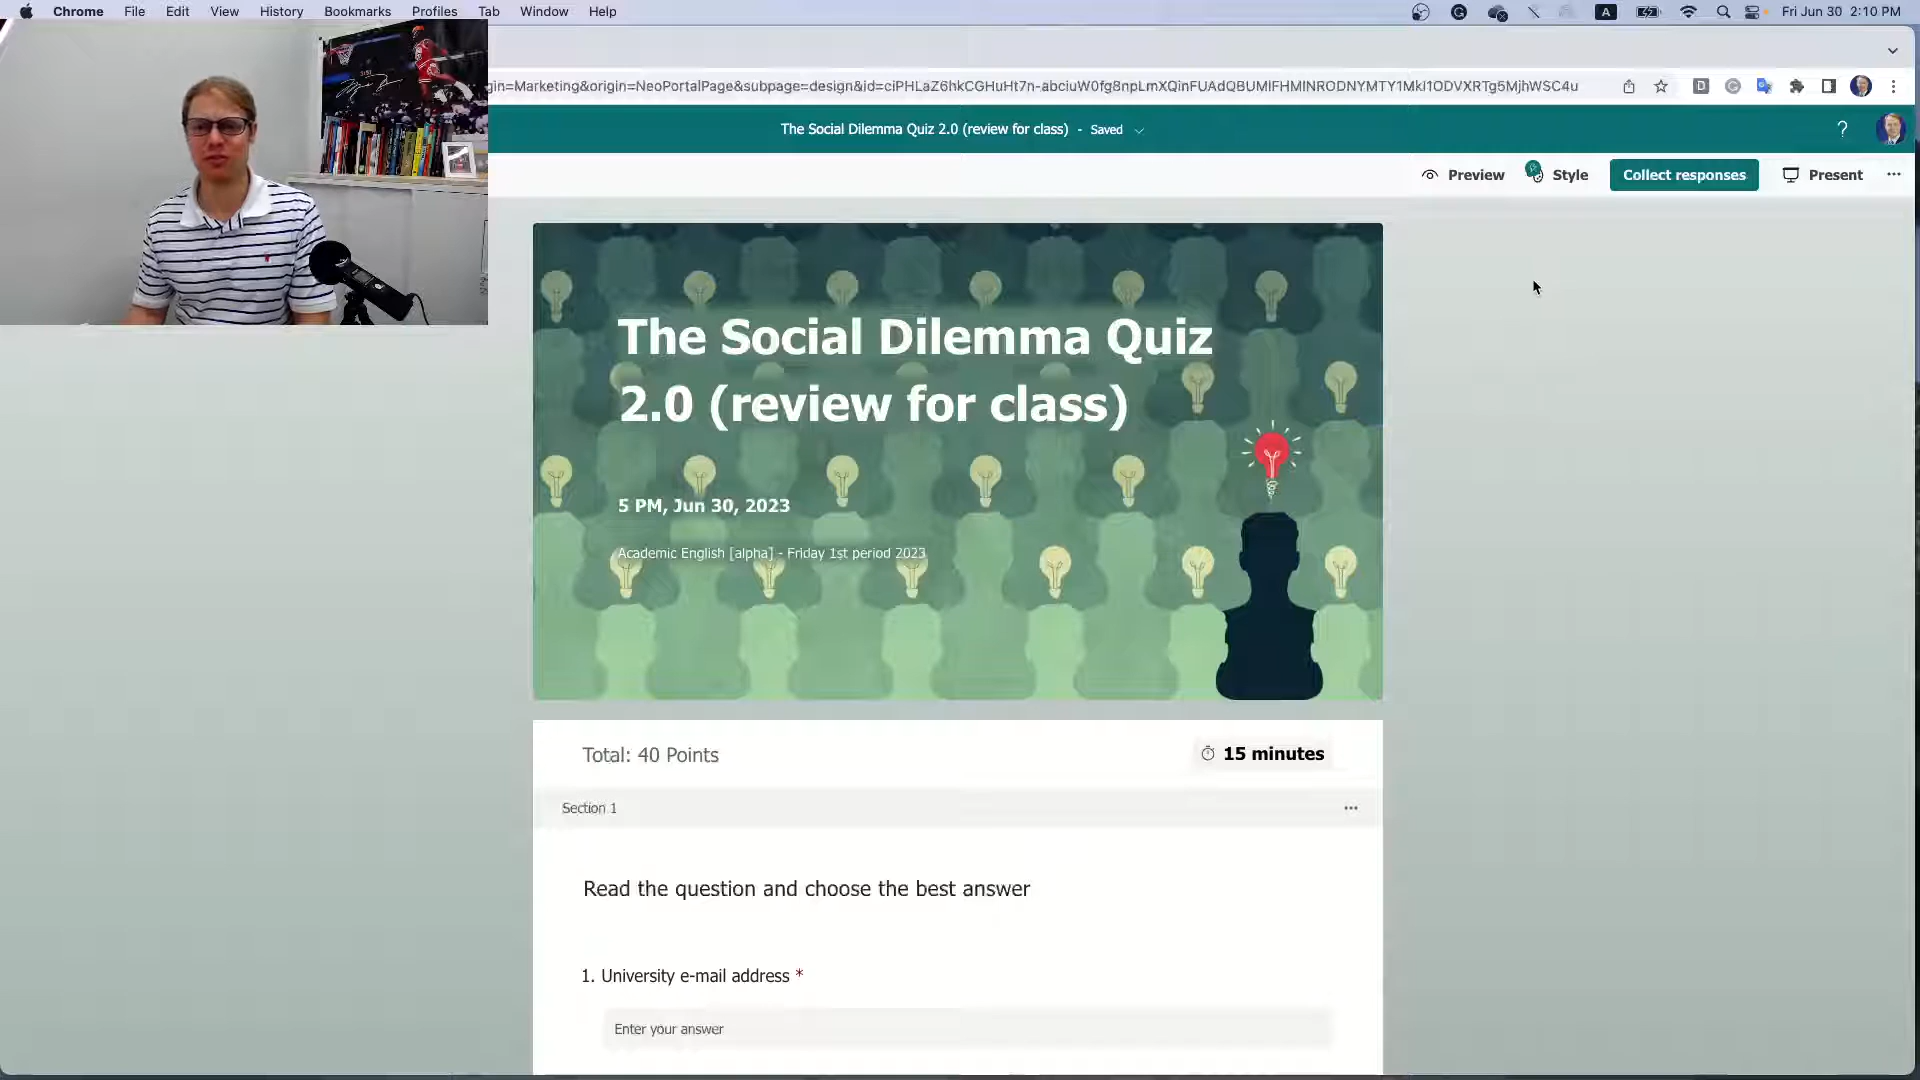 Chrome File Edit View History Bookmarks Profiles Tab Window Help
A
Fri Jun 30 2:10 PM
gin=Marketing&origin=NeoPortalPage&subpage=design&id=ciPHLaZ6hkCGHuHt7n-abciuW0fg8npLmXQinFUAdQBUMlFHMlNRODNYMTY1Mkl1ODVXRTg5MjhWSC4u
The Social Dilemma Quiz 2.0 (review for class) - Saved
?
Preview Style Collect responses Present
The Social Dilemma Quiz
2.0 (review for class)
5 PM, Jun 30, 2023
Academic English [alpha] - Friday 1st period 2023
Total: 40 Points
15 minutes
Section 1
Read the question and choose the best answer
1. University e-mail address *
Enter your answer